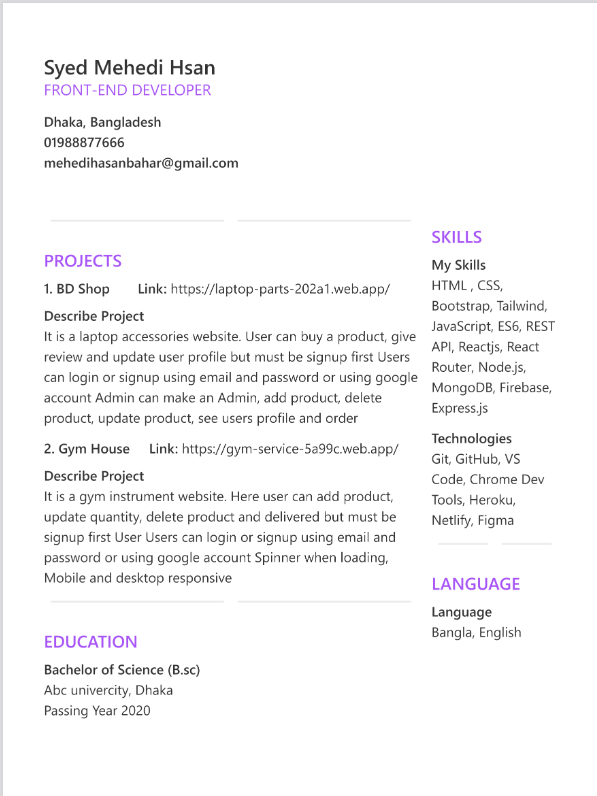 Syed Mehedi Hsan
FRONT-END DEVELOPER
Dhaka, Bangladesh
01988877666
mehedihasanbahar@gmail.com
PROJECTS
1. BD Shop Link: https://laptop-parts-202a1.web.app/
Describe Project
It is a laptop accessories website. User can buy a product, give
review and update user profile but must be signup first Users
can login or signup using email and password or using google
account Admin can make an Admin, add product, delete
product, update product, see users profile and order
2. Gym House Link: https://gym-service-5a99c.web.app/
Describe Project
It is a gym instrument website. Here user can add product,
update quantity, delete product and delivered but must be
signup first User Users can login or signup using email and
password or using google account Spinner when loading,
Mobile and desktop responsive
EDUCATION
Bachelor of Science (B.sc)
Abc univercity, Dhaka
Passing Year 2020
SKILLS
My Skills
HTML , CSS,
Bootstrap, Tailwind,
JavaScript, ES6, REST
API, Reactjs, React
Router, Node.js,
MongoDB, Firebase,
Express.js
Technologies
Git, GitHub, VS
Code, Chrome Dev
Tools, Heroku,
Netlify, Figma
LANGUAGE
Language
Bangla, English